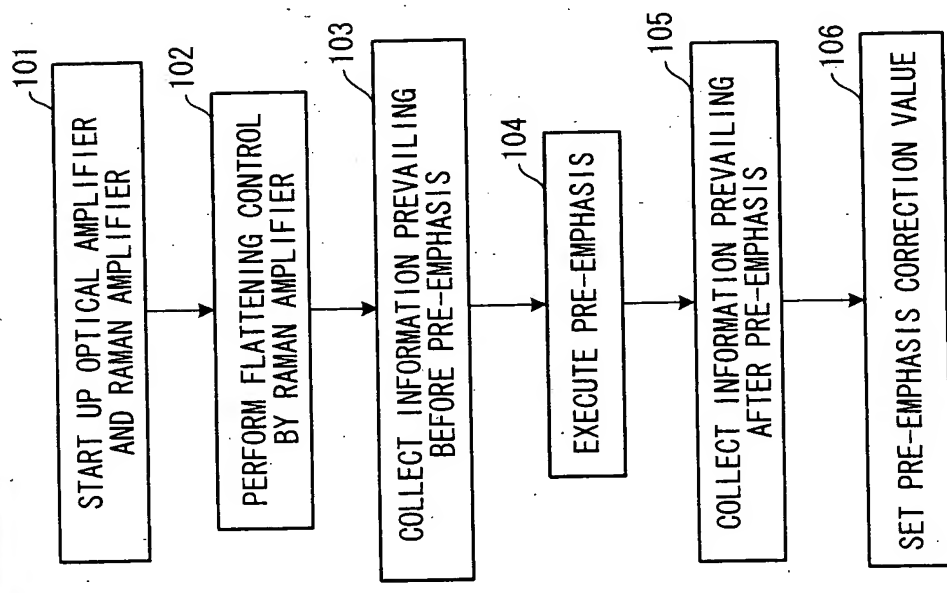 101
START UP OPTICAL AMPLIFIER
AND RAMAN AMPLIFIER
102
PERFORM FLATTENING CONTROL
BY RAMAN AMPLIFIER
103
COLLECT INFORMATION PREVAILING
BEFORE PRE-EMPHASIS
104
EXECUTE PRE-EMPHASIS
105
COLLECT INFORMATION PREVAILING
AFTER PRE-EMPHASIS
106
SET PRE-EMPHASIS CORRECTION VALUE